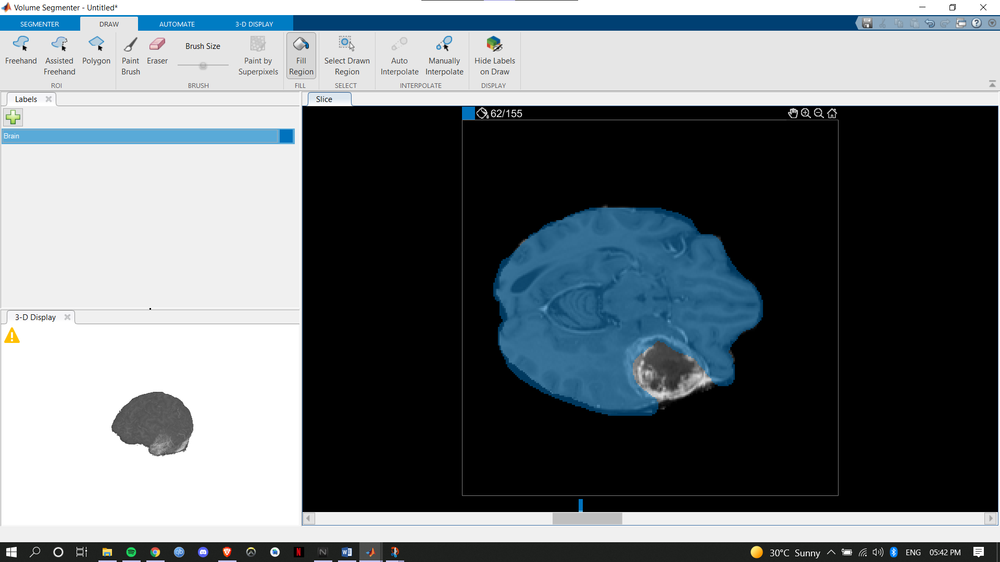 Volume Segmenter - Untitled*
SEGMENTER DRAW AUTOMATE 3-D DISPLAY
Freehand
Assisted
Freehand
Polygon
ROI
Paint
Brush
Eraser
Brush Size
Paint by
Superpixels
BRUSH
Fill
Region
FILL
Select Drawn
Region
SELECT
Auto
Interpolate
Manually
Interpolate
INTERPOLATE
Hide Labels
on Draw
DISPLAY
Labels
Brain
3-D Display
Slice
62/155
30°C Sunny
ENG
05:42 PM